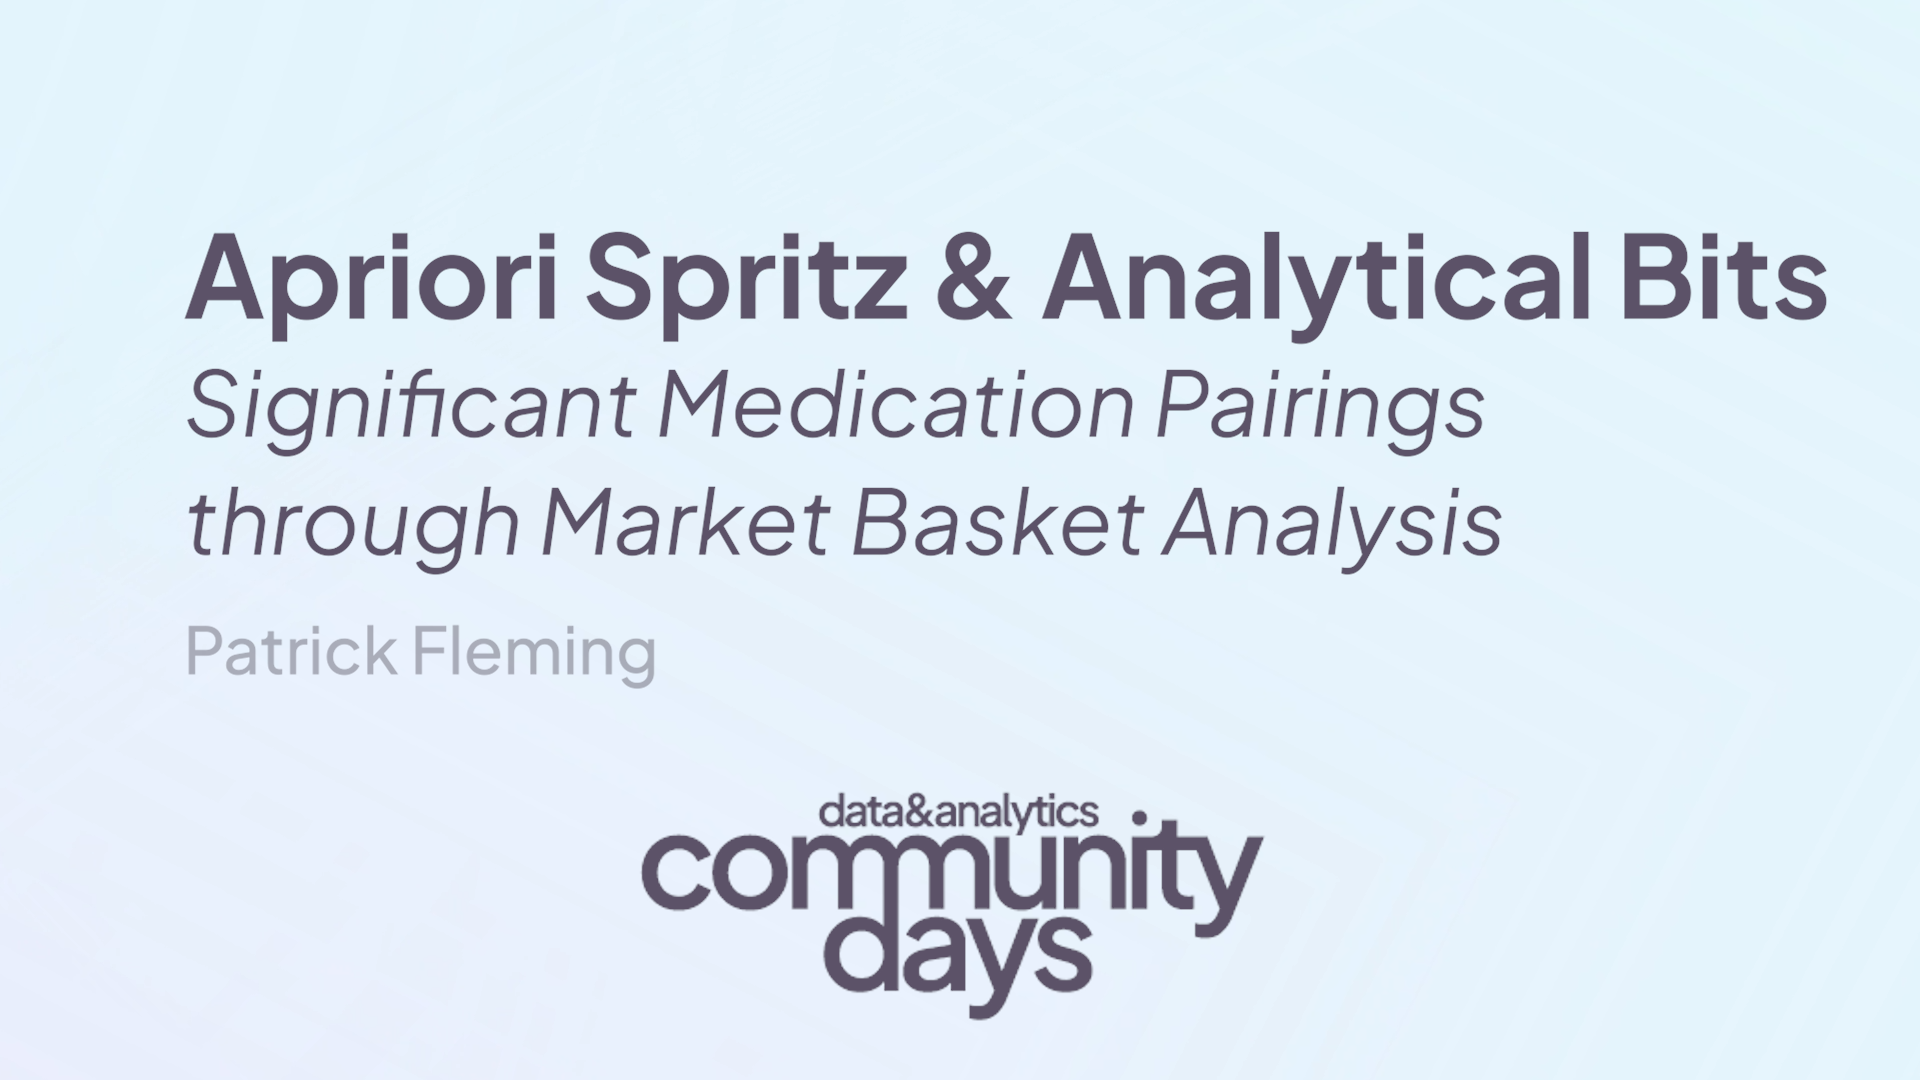 Apriori Spritz & Analytical Bits
Significant Medication Pairings
through Market Basket Analysis
Patrick Fleming
data&analytics
community
days